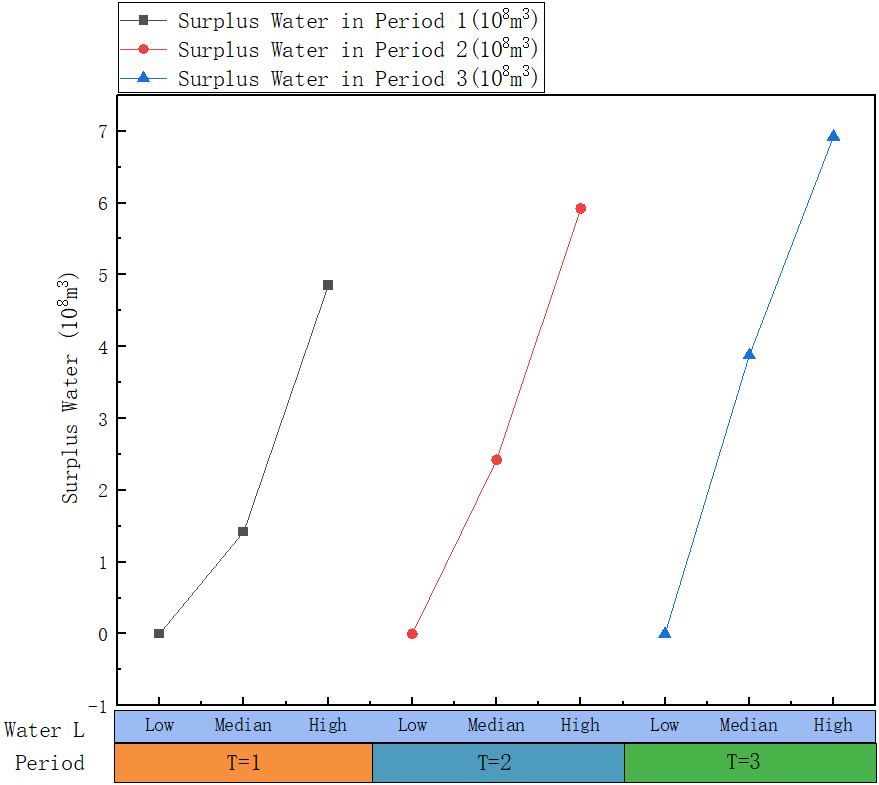 Surplus Water in Period 1(10⁸m³)
Surplus Water in Period 2(10⁸m³)
Surplus Water in Period 3(10⁸m³)
7
6
5
4
3
2
1
0
-1
Surplus Water (10⁸m³)
Water L Low Median High Low Median High Low Median High
Period T=1 T=2 T=3